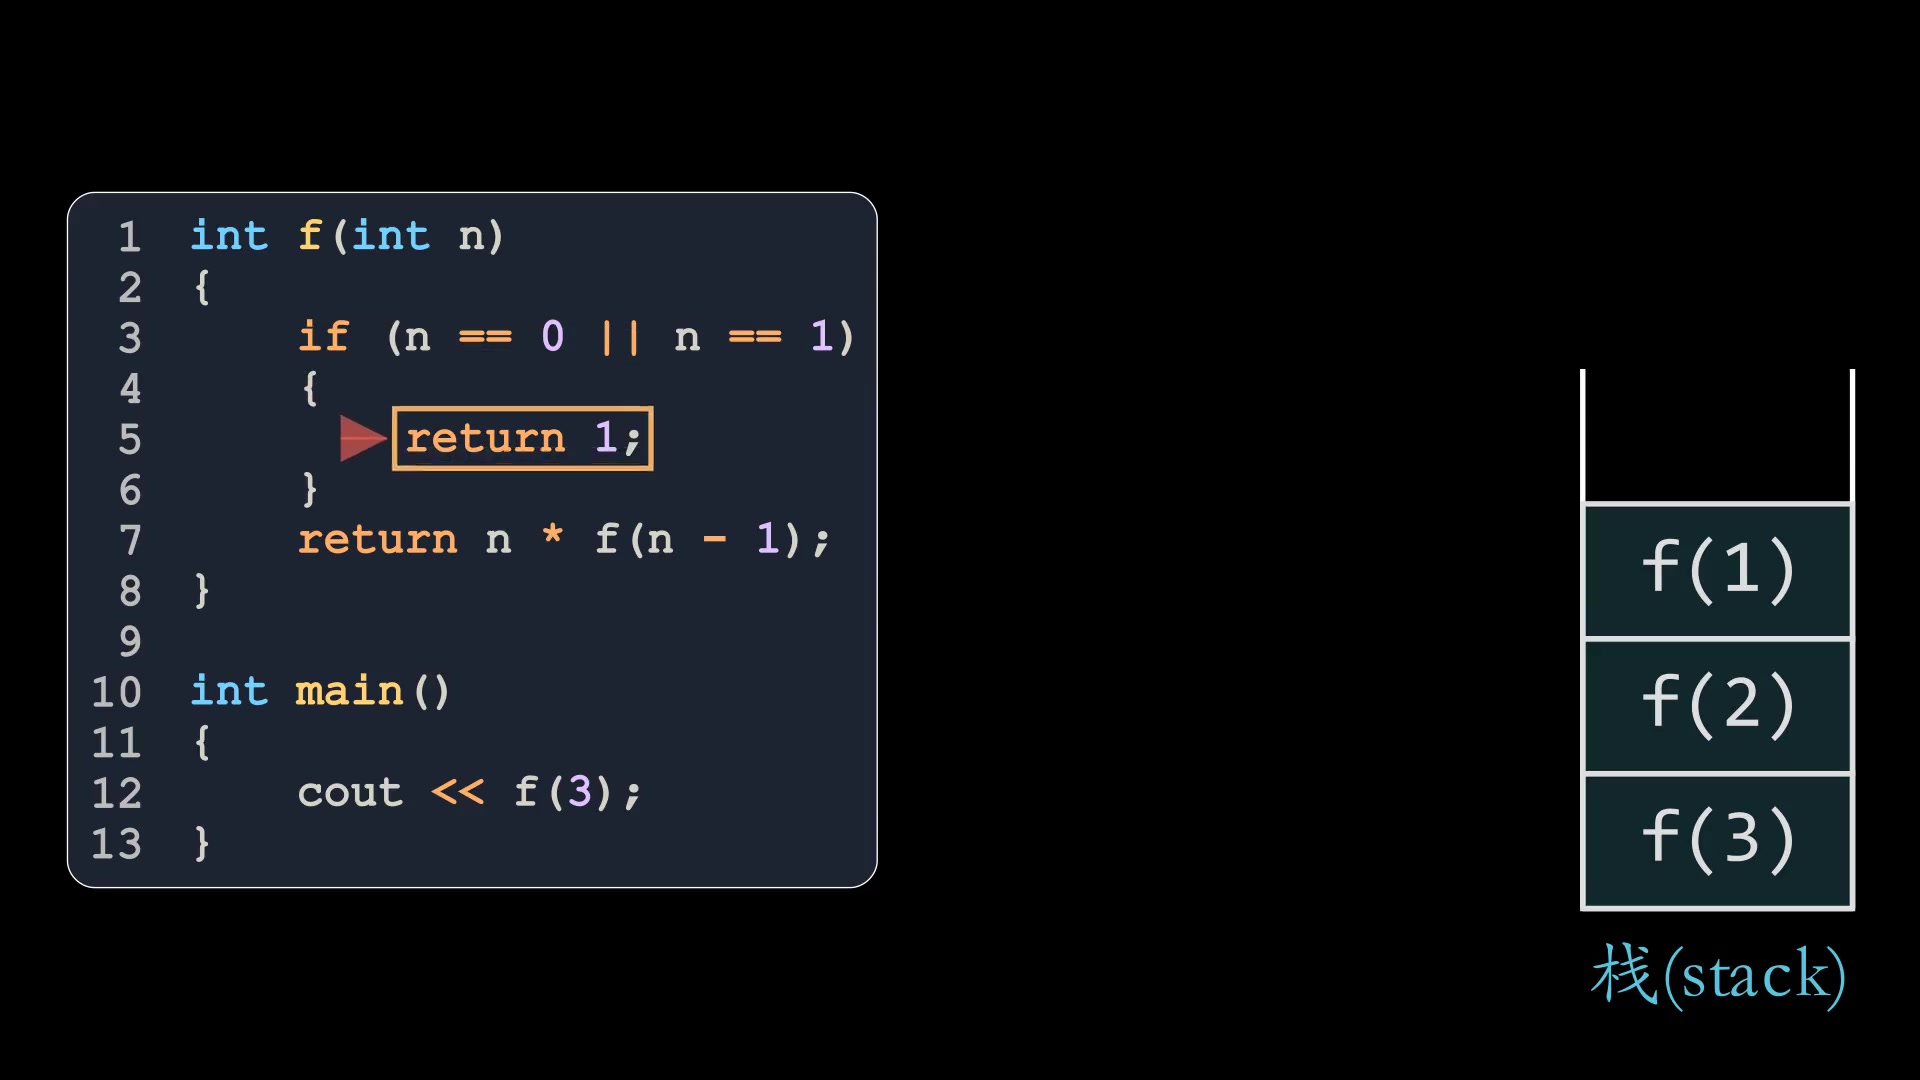 1 int f(int n)
2 {
3 if (n == 0 || n == 1)
4 {
5 return 1;
6 }
7 return n * f(n - 1);
8 }
9
10 int main()
11 {
12 cout << f(3);
13 }
f(1)
f(2)
f(3)
栈(stack)